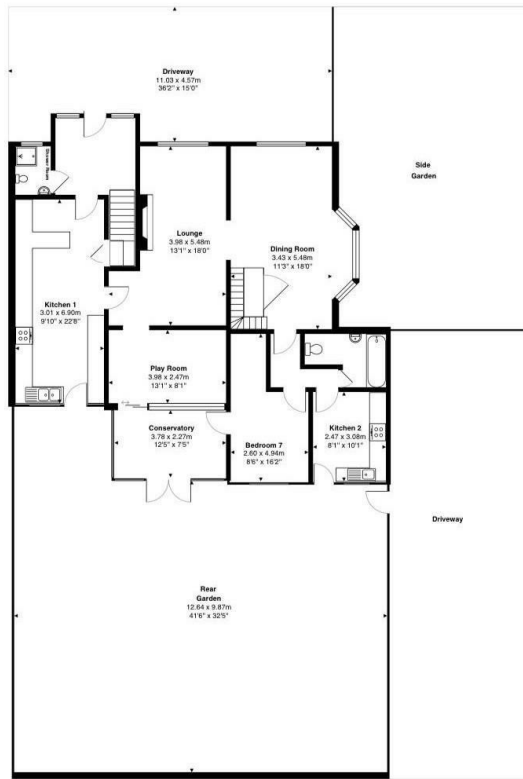 Driveway
11.03 x 4.57m
36'2" x 15'0"
Shower Room
Side
Garden
Lounge
3.98 x 5.48m
13'1" x 18'0"
Dining Room
3.43 x 5.48m
11'3" x 18'0"
Kitchen 1
3.01 x 6.90m
9'10" x 22'8"
Play Room
3.98 x 2.47m
13'1" x 8'1"
Conservatory
3.78 x 2.27m
12'5" x 7'5"
Bedroom 7
2.60 x 4.94m
8'6" x 16'2"
Kitchen 2
2.47 x 3.08m
8'1" x 10'1"
Driveway
Rear
Garden
12.64 x 9.87m
41'6" x 32'5"